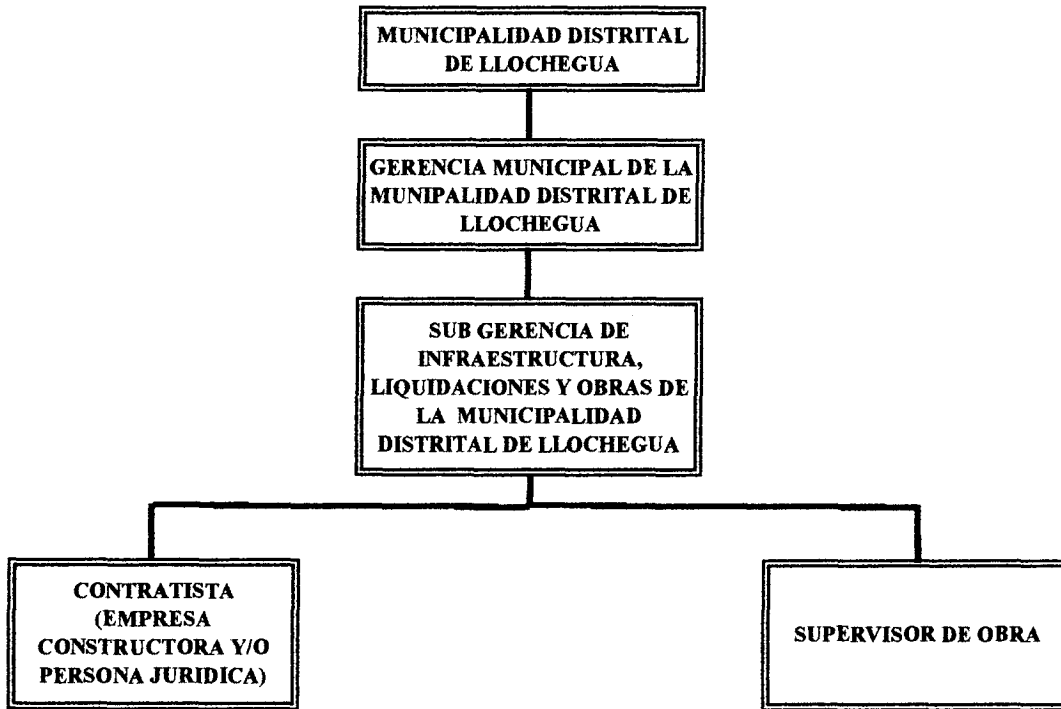 MUNICIPALIDAD DISTRITAL
DE LLOCHEGUA
GERENCIA MUNICIPAL DE LA
MUNIPALIDAD DISTRITAL DE
LLOCHEGUA
SUB GERENCIA DE
INFRAESTRUCTURA,
LIQUIDACIONES Y OBRAS DE
LA MUNICIPALIDAD
DISTRITAL DE LLOCHEGUA
CONTRATISTA
(EMPRESA
CONSTRUCTORA Y/O
PERSONA JURIDICA)
SUPERVISOR DE OBRA